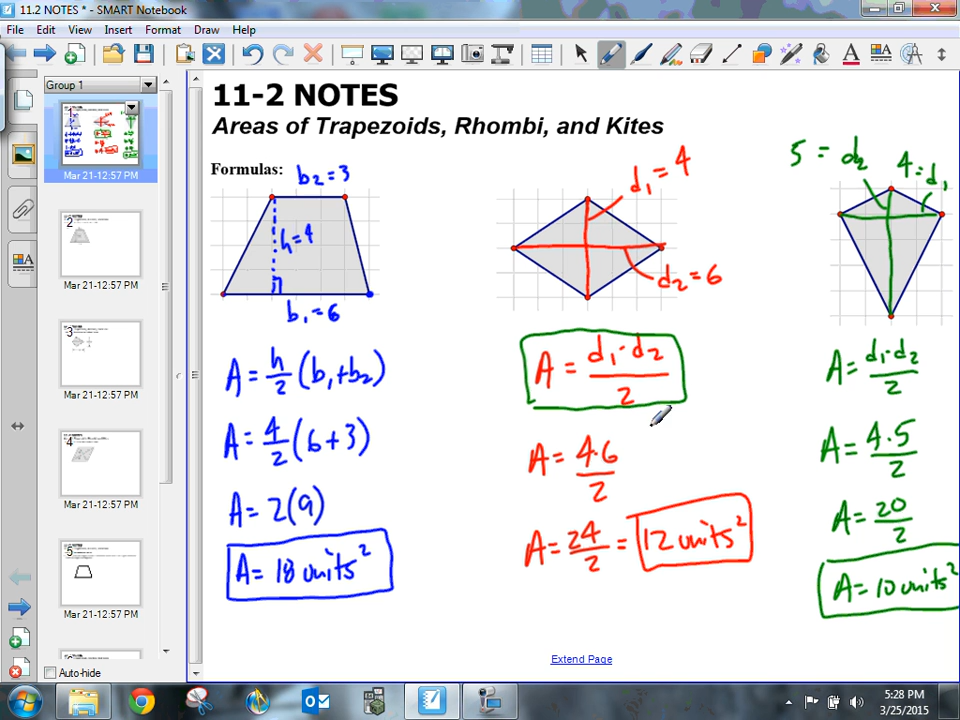 11.2 NOTES * - SMART Notebook
File Edit View Insert Format Draw Help
Group 1
1
2
Mar 21-12:57 PM
Mar 21-12:57 PM
3
Mar 21-12:57 PM
4
Mar 21-12:57 PM
5
Mar 21-12:57 PM
Auto-hide
11-2 NOTES
Areas of Trapezoids, Rhombi, and Kites
Formulas:
b2 = 3
h = 4
b1 = 6
A = h/2 (b1 + b2)
A = 4/2 (6 + 3)
A = 2(9)
A = 18 units²
d1 = 4
d2 = 6
A = d1·d2/2
A = 4·6/2
A = 24/2 = 12 units²
5 = d2
4 = d1
A = d1·d2/2
A = 4·5/2
A = 20/2
A = 10 units²
Extend Page
5:28 PM
3/25/2015